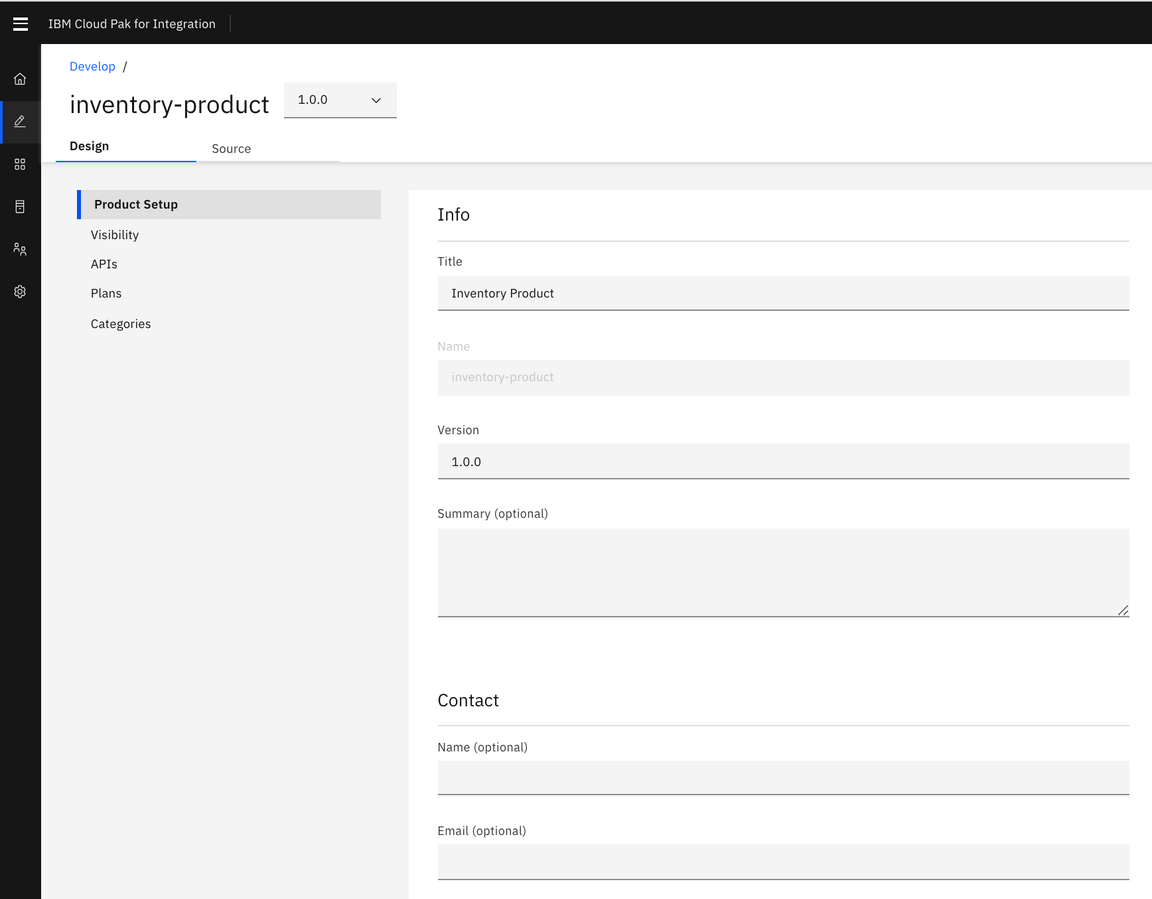 IBM Cloud Pak for Integration
Develop /
inventory-product
1.0.0
Design
Source
Product Setup
Visibility
APIs
Plans
Categories
Info
Title
Inventory Product
Name
inventory-product
Version
1.0.0
Summary (optional)
Contact
Name (optional)
Email (optional)